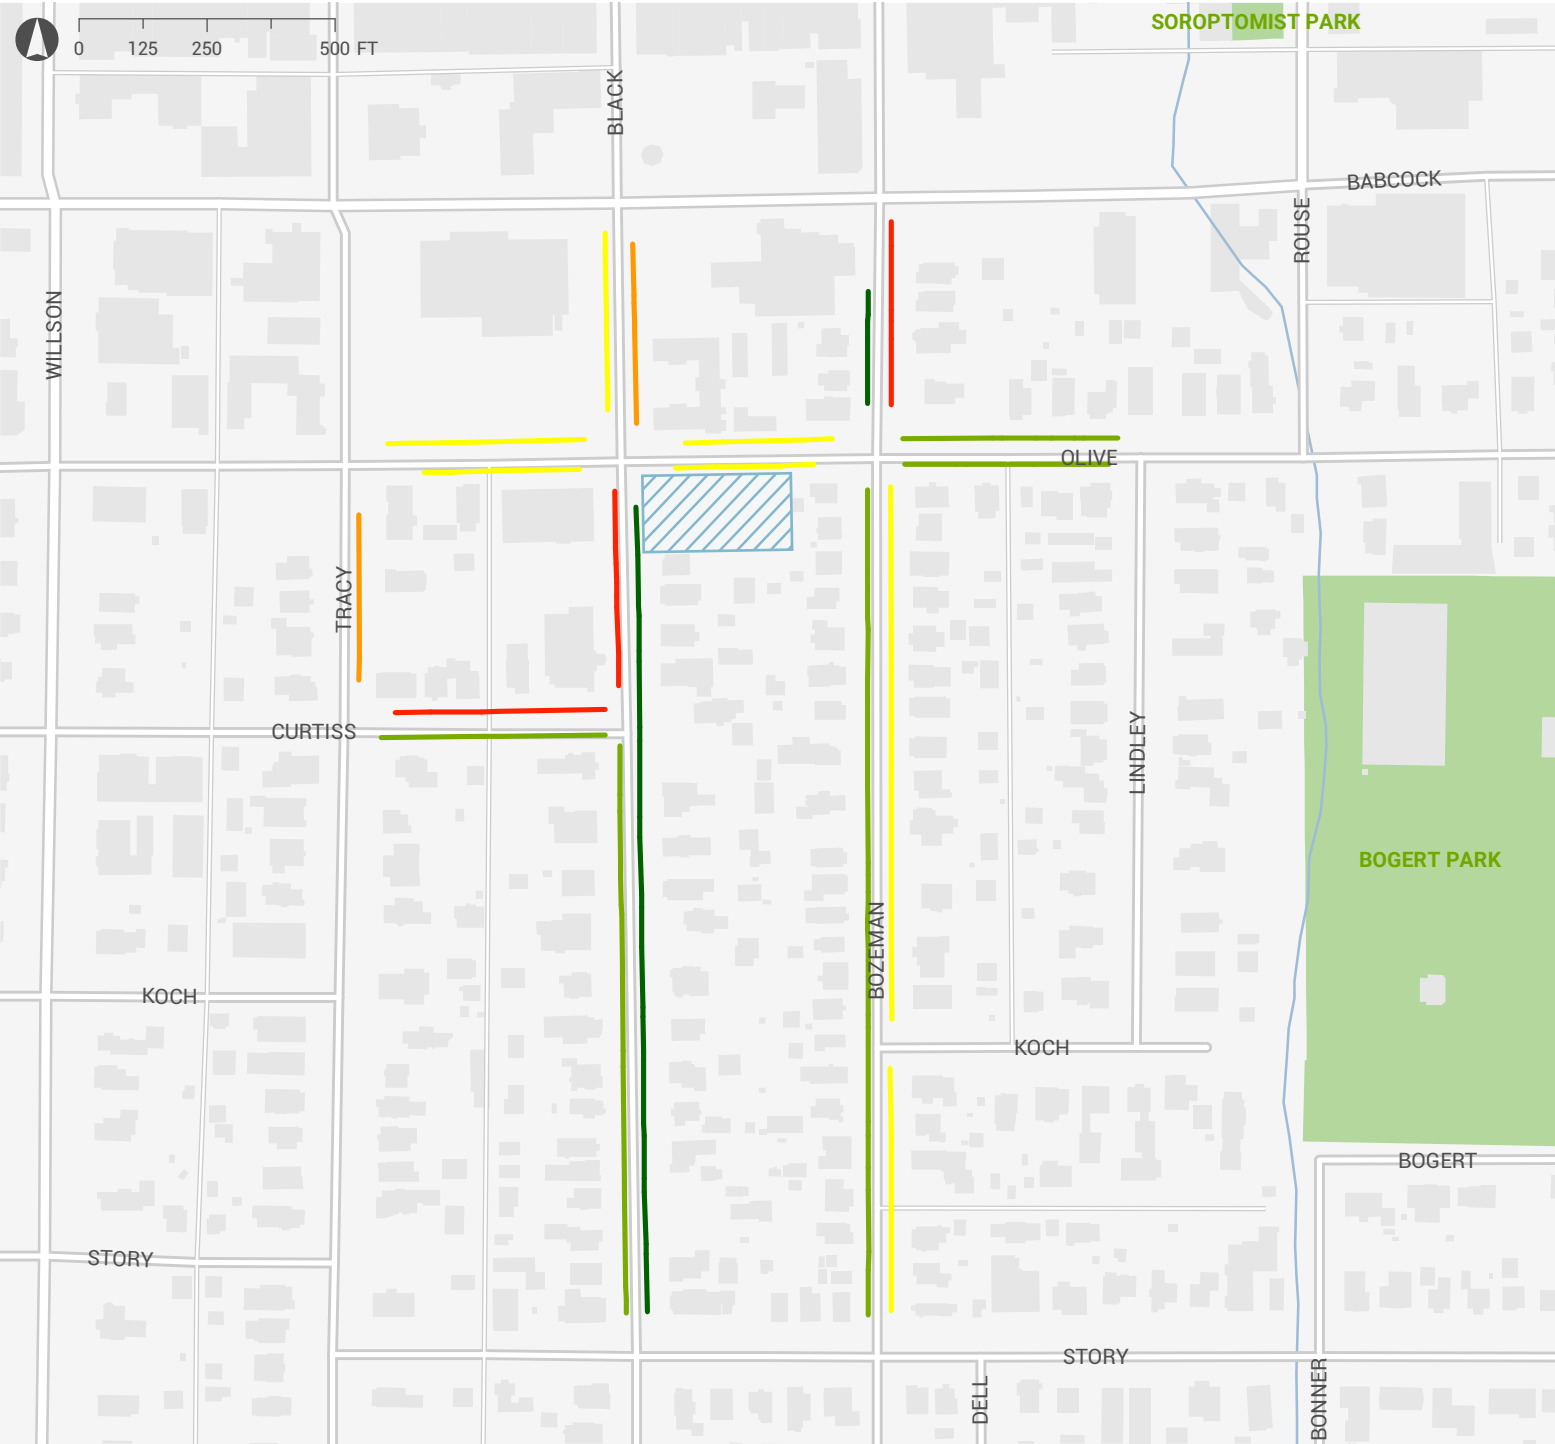 SOROPTOMIST PARK
0 125 250 500 FT
BLACK
BABCOCK
ROUSE
WILLSON
OLIVE
TRACY
CURTISS
LINDLEY
BOGERT PARK
BOZEMAN
KOCH
KOCH
BOGERT
STORY
STORY
DELL
BONNER